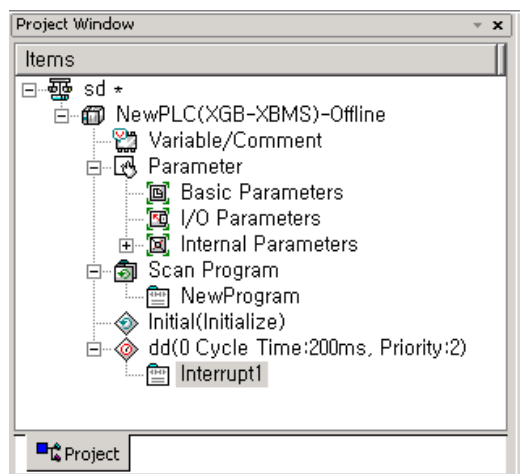 Project Window
Items
sd *
NewPLC(XGB-XBMS)-Offline
Variable/Comment
Parameter
Basic Parameters
I/O Parameters
Internal Parameters
Scan Program
NewProgram
Initial(Initialize)
dd(0 Cycle Time:200ms, Priority:2)
Interrupt1
Project